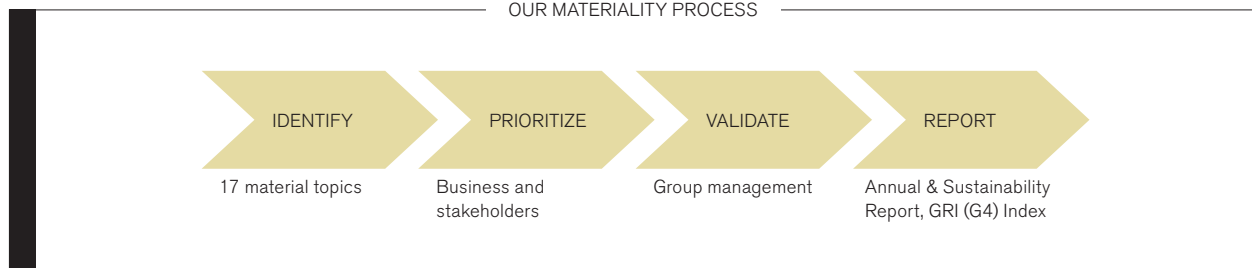 OUR MATERIALITY PROCESS
IDENTIFY
PRIORITIZE
VALIDATE
REPORT
17 material topics
Business and
stakeholders
Group management
Annual & Sustainability
Report, GRI (G4) Index